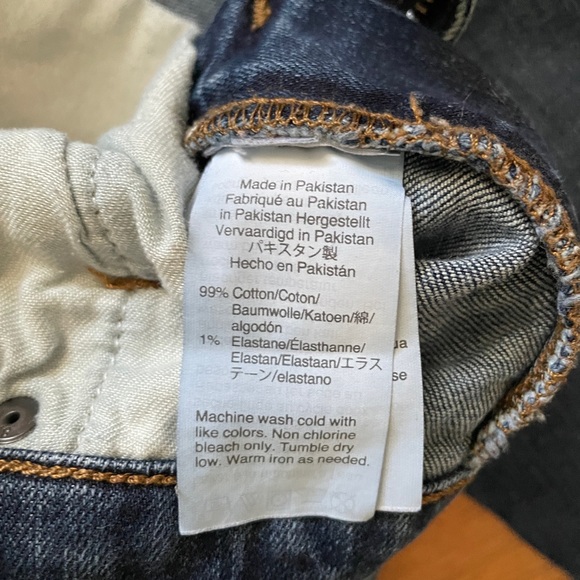 Made in Pakistan
Fabriqué au Pakistan
in Pakistan Hergestellt
Vervaardigd in Pakistan
パキスタン製
Hecho en Pakistán
99% Cotton/Coton/
Baumwolle/Katoen/綿/
algodón
1% Elastane/Élasthanne/
Elastan/Elastaan/エラス
テーン/elastano
Machine wash cold with
like colors. Non chlorine
bleach only. Tumble dry
low. Warm iron as needed.